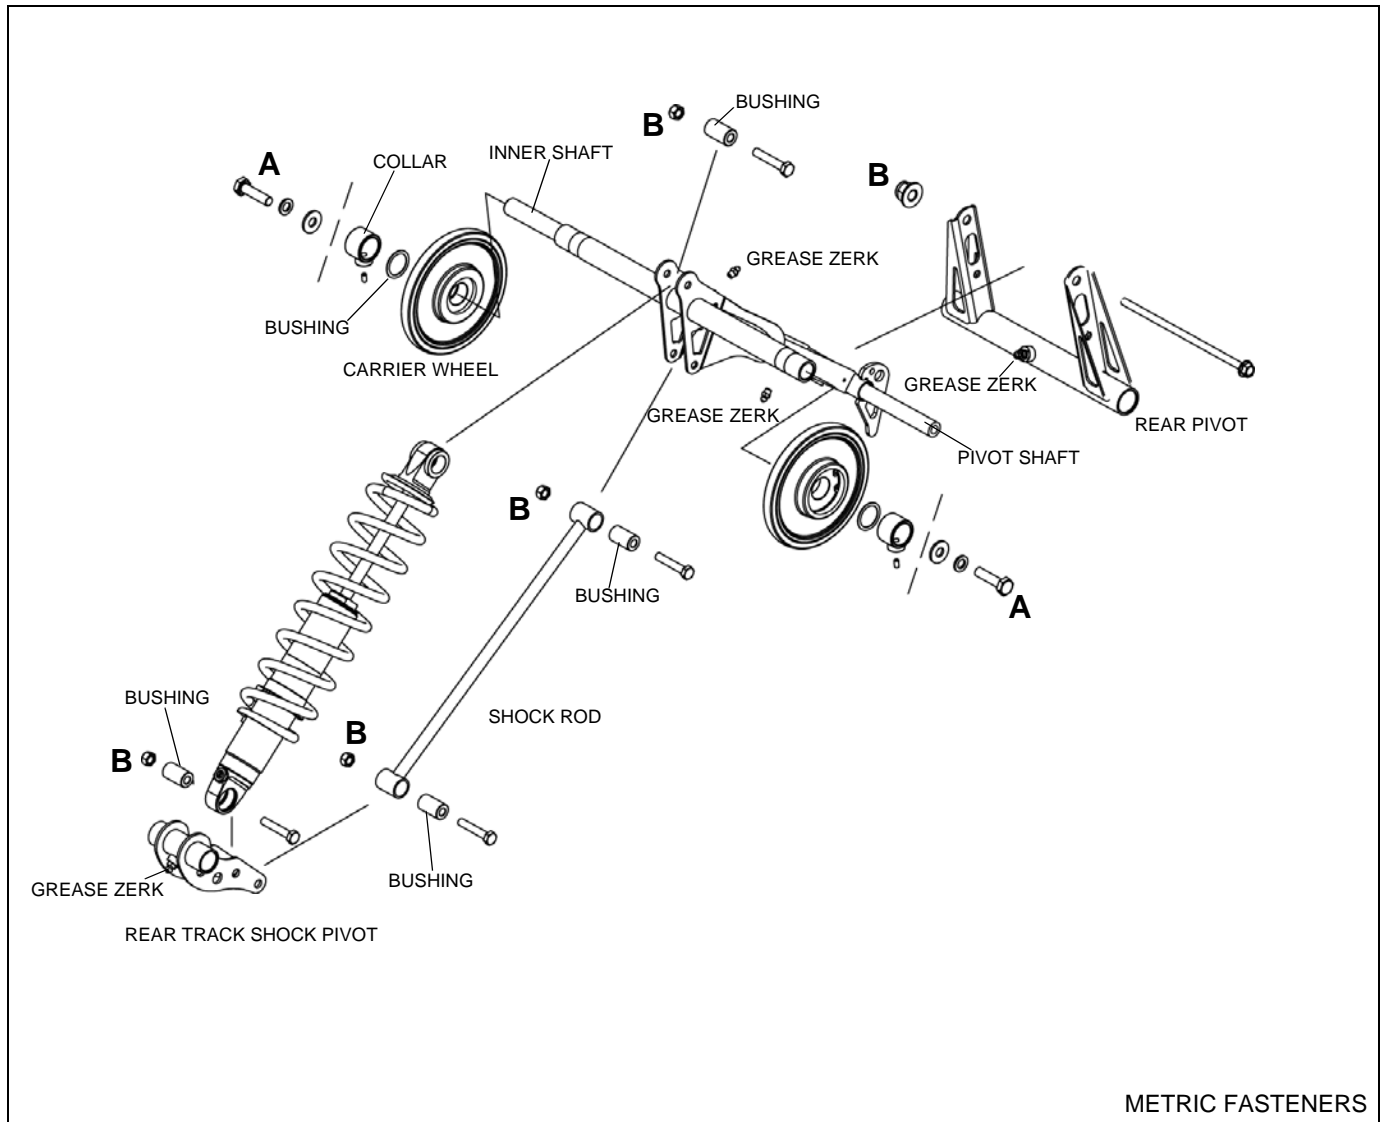 BUSHING
B
INNER SHAFT
COLLAR
A
B
GREASE ZERK
BUSHING
CARRIER WHEEL
GREASE ZERK
GREASE ZERK
REAR PIVOT
PIVOT SHAFT
B
BUSHING
A
BUSHING
SHOCK ROD
B
B
BUSHING
GREASE ZERK
REAR TRACK SHOCK PIVOT
METRIC FASTENERS